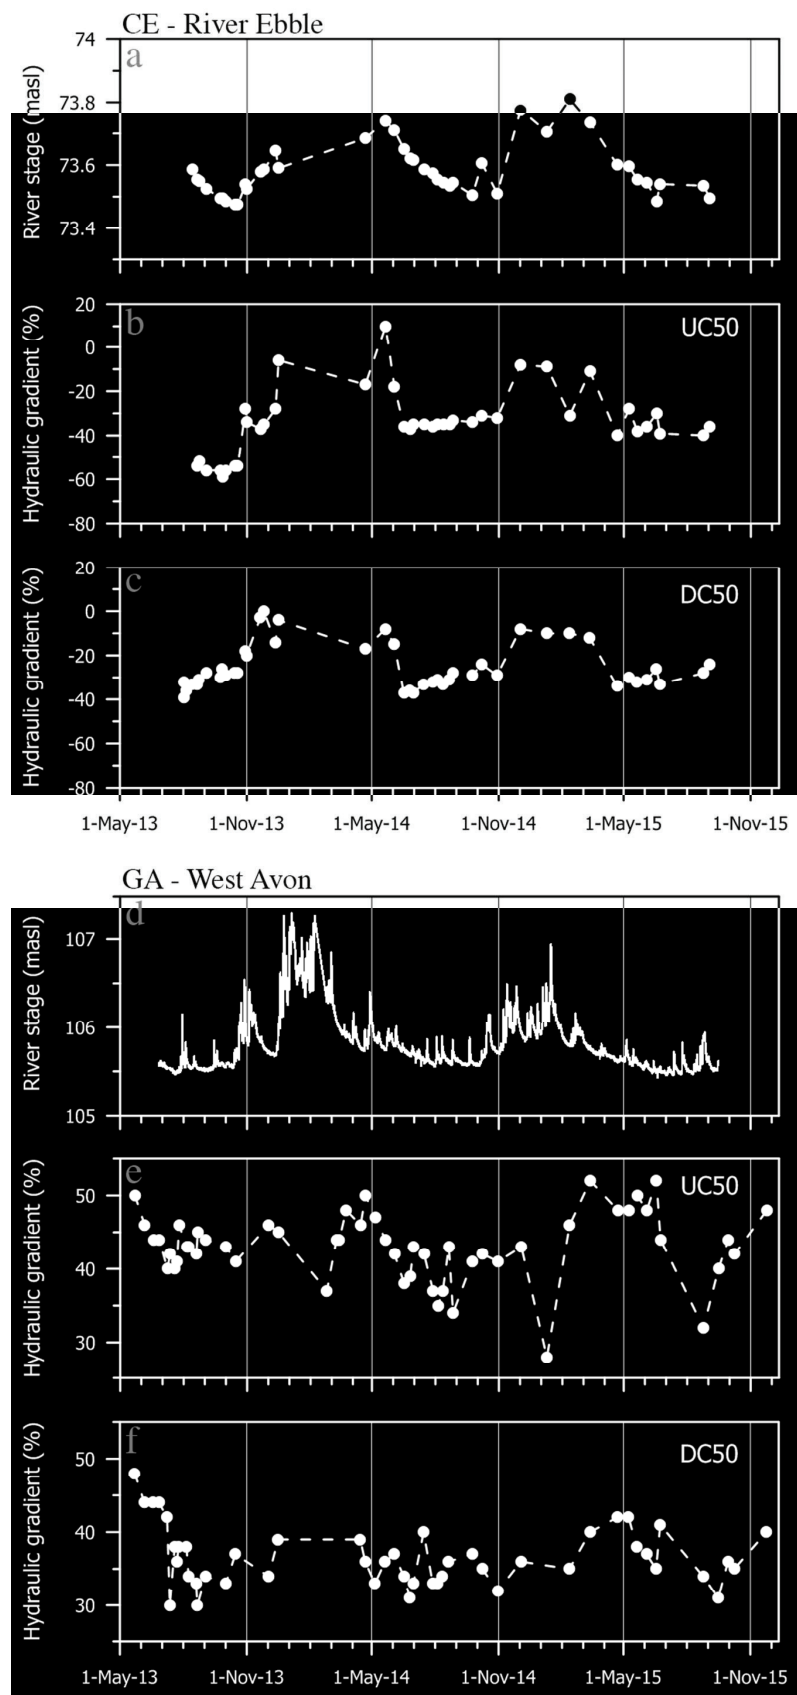 CE - River Ebble
a
River stage (masl)
74
73.8
73.6
73.4
b
UC50
Hydraulic gradient (%)
20
0
-20
-40
-60
-80
c
DC50
Hydraulic gradient (%)
20
0
-20
-40
-60
-80
1-May-13 1-Nov-13 1-May-14 1-Nov-14 1-May-15 1-Nov-15
GA - West Avon
d
River stage (masl)
107
106
105
e
UC50
Hydraulic gradient (%)
50
40
30
f
DC50
Hydraulic gradient (%)
50
40
30
1-May-13 1-Nov-13 1-May-14 1-Nov-14 1-May-15 1-Nov-15